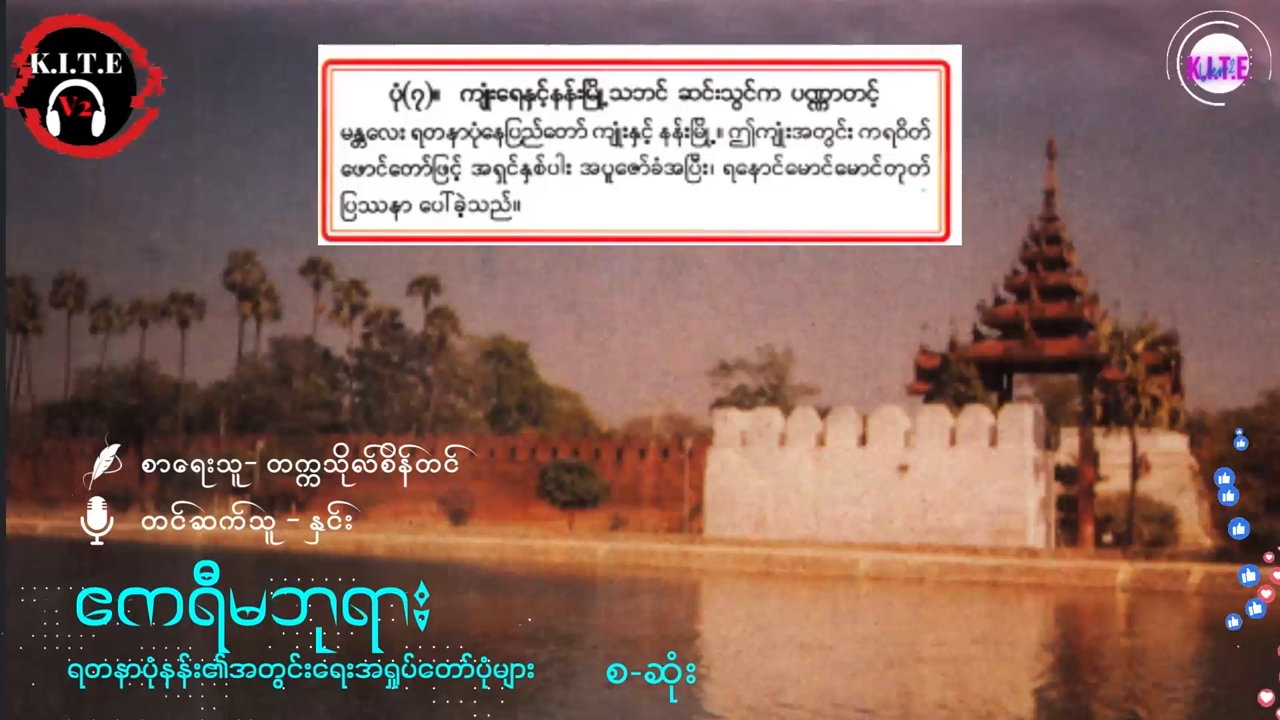 K.I.T.E
V2
K.I.T.E
ပုံ(၇)။ ကျုံးရေနှင့်နန်းမြို့သဘင် ဆင်းသွင်က ပဏ္ဏာတင့်
မန္တလေး ရတနာပုံနေပြည်တော် ကျုံးနှင့် နန်းမြို့။ ဤကျုံးအတွင်း ကရဝိတ်
ဖောင်တော်ဖြင့် အရှင်နှစ်ပါး အပူဇော်ခံအပြီး၊ ရနောင်မောင်မောင်တုတ်
ပြဿနာ ပေါ်ခဲ့သည်။
စာရေးသူ- တက္ကသိုလ်စိန်တင်
တင်ဆက်သူ - နှင်း
ဧကရီမဘုရား
ရတနာပုံနန်း၏အတွင်းရေးအရှုပ်တော်ပုံများ
စ-ဆုံး